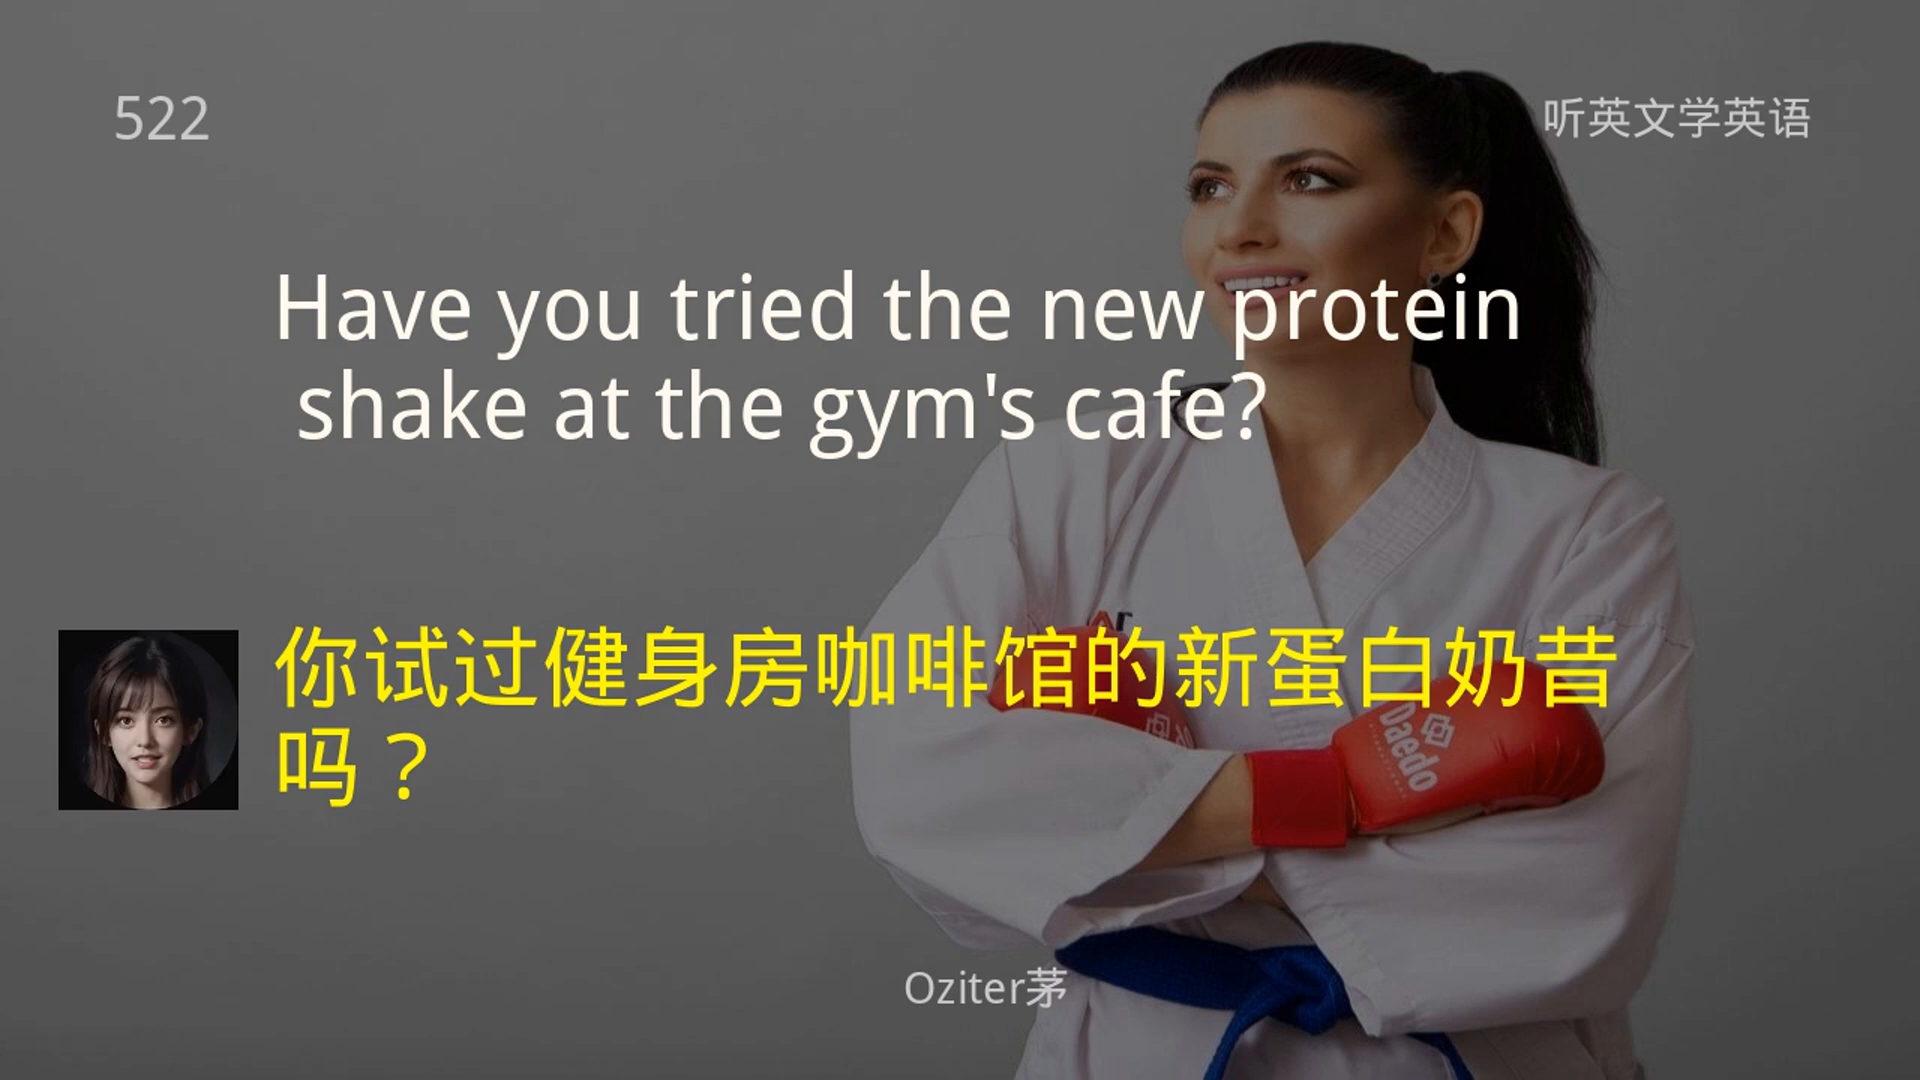 522
听英文学英语
Have you tried the new protein
shake at the gym's cafe?
你试过健身房咖啡馆的新蛋白奶昔
吗？
Daedo
Oziter茅